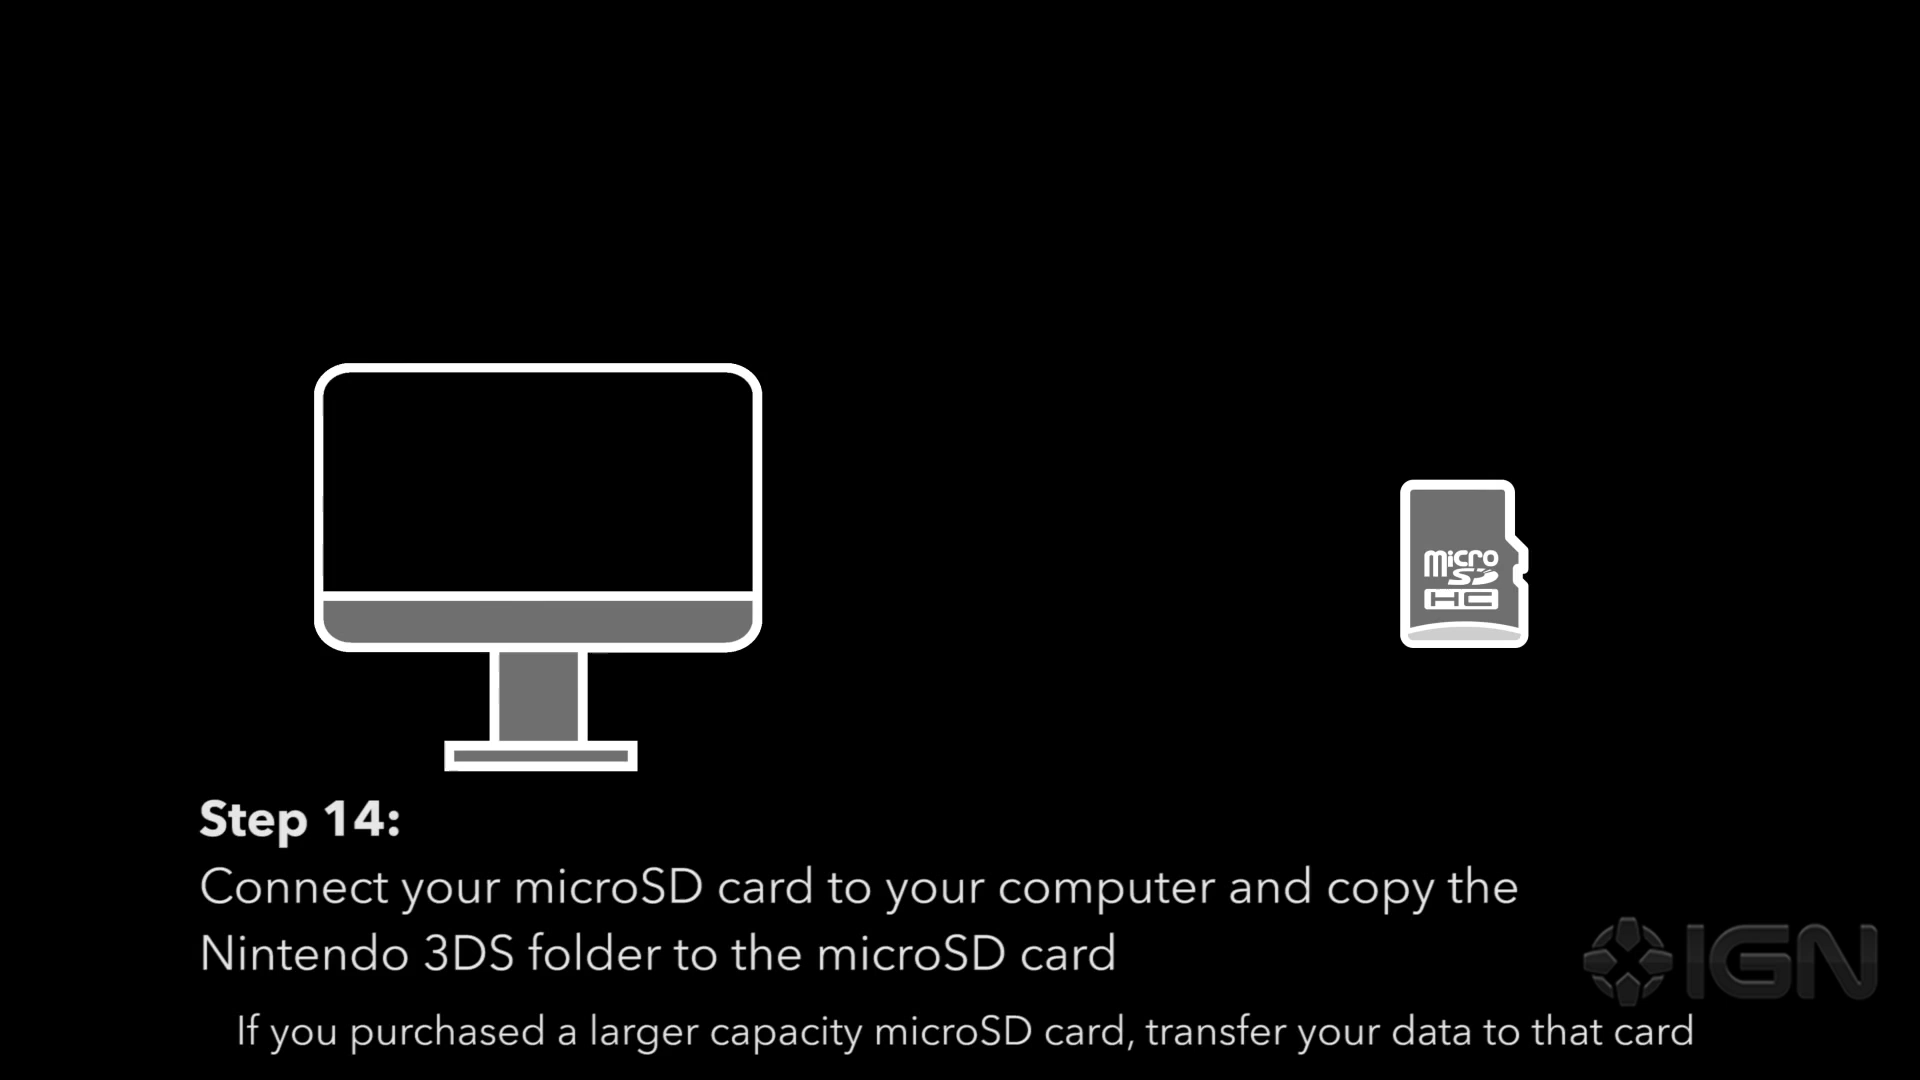 micro
SD
HC
Step 14:
Connect your microSD card to your computer and copy the
Nintendo 3DS folder to the microSD card
IGN
If you purchased a larger capacity microSD card, transfer your data to that card